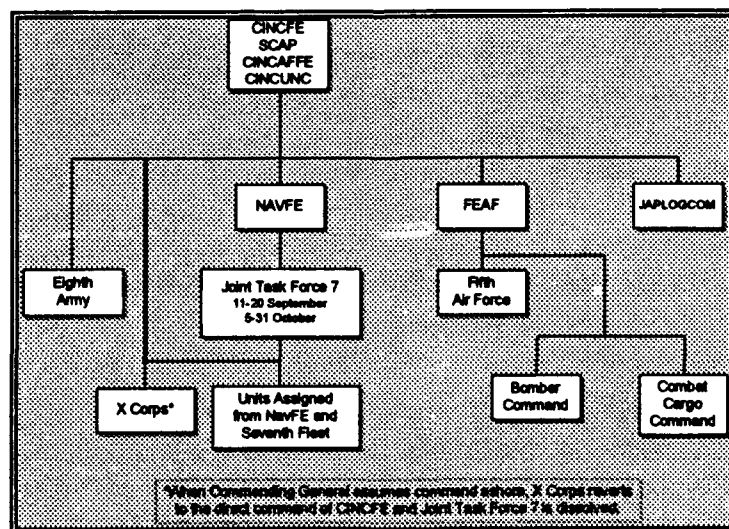 CINCFE
SCAP
CINCAFFE
CINCUNC
NAVFE
FEAF
JAPLOGCOM
Eighth
Army
Joint Task Force 7
11-20 September
5-31 October
Fifth
Air Force
X Corps*
Units Assigned
from NavFE and
Seventh Fleet
Bomber
Command
Combat
Cargo
Command
*When Commanding General assumes command ashore, X Corps reverts
to the direct command of CINCFE and Joint Task Force 7 is dissolved.